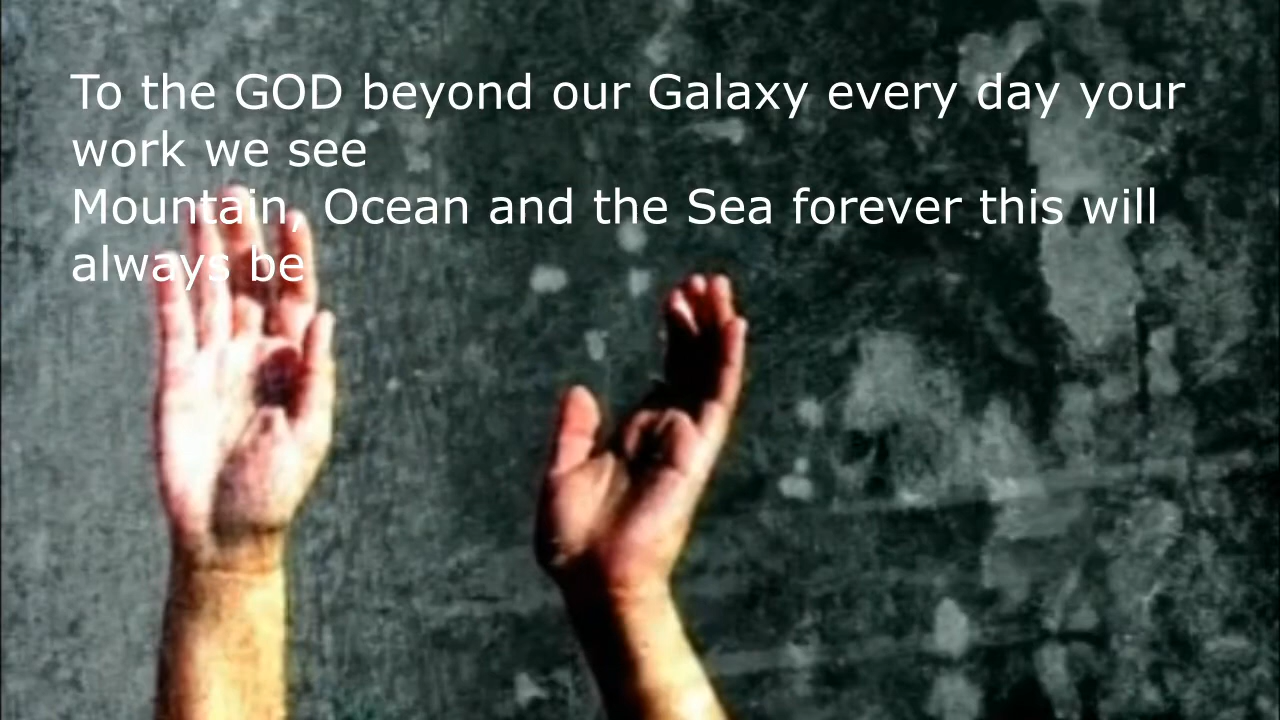 To the GOD beyond our Galaxy every day your
work we see
Mountain, Ocean and the Sea forever this will
always be